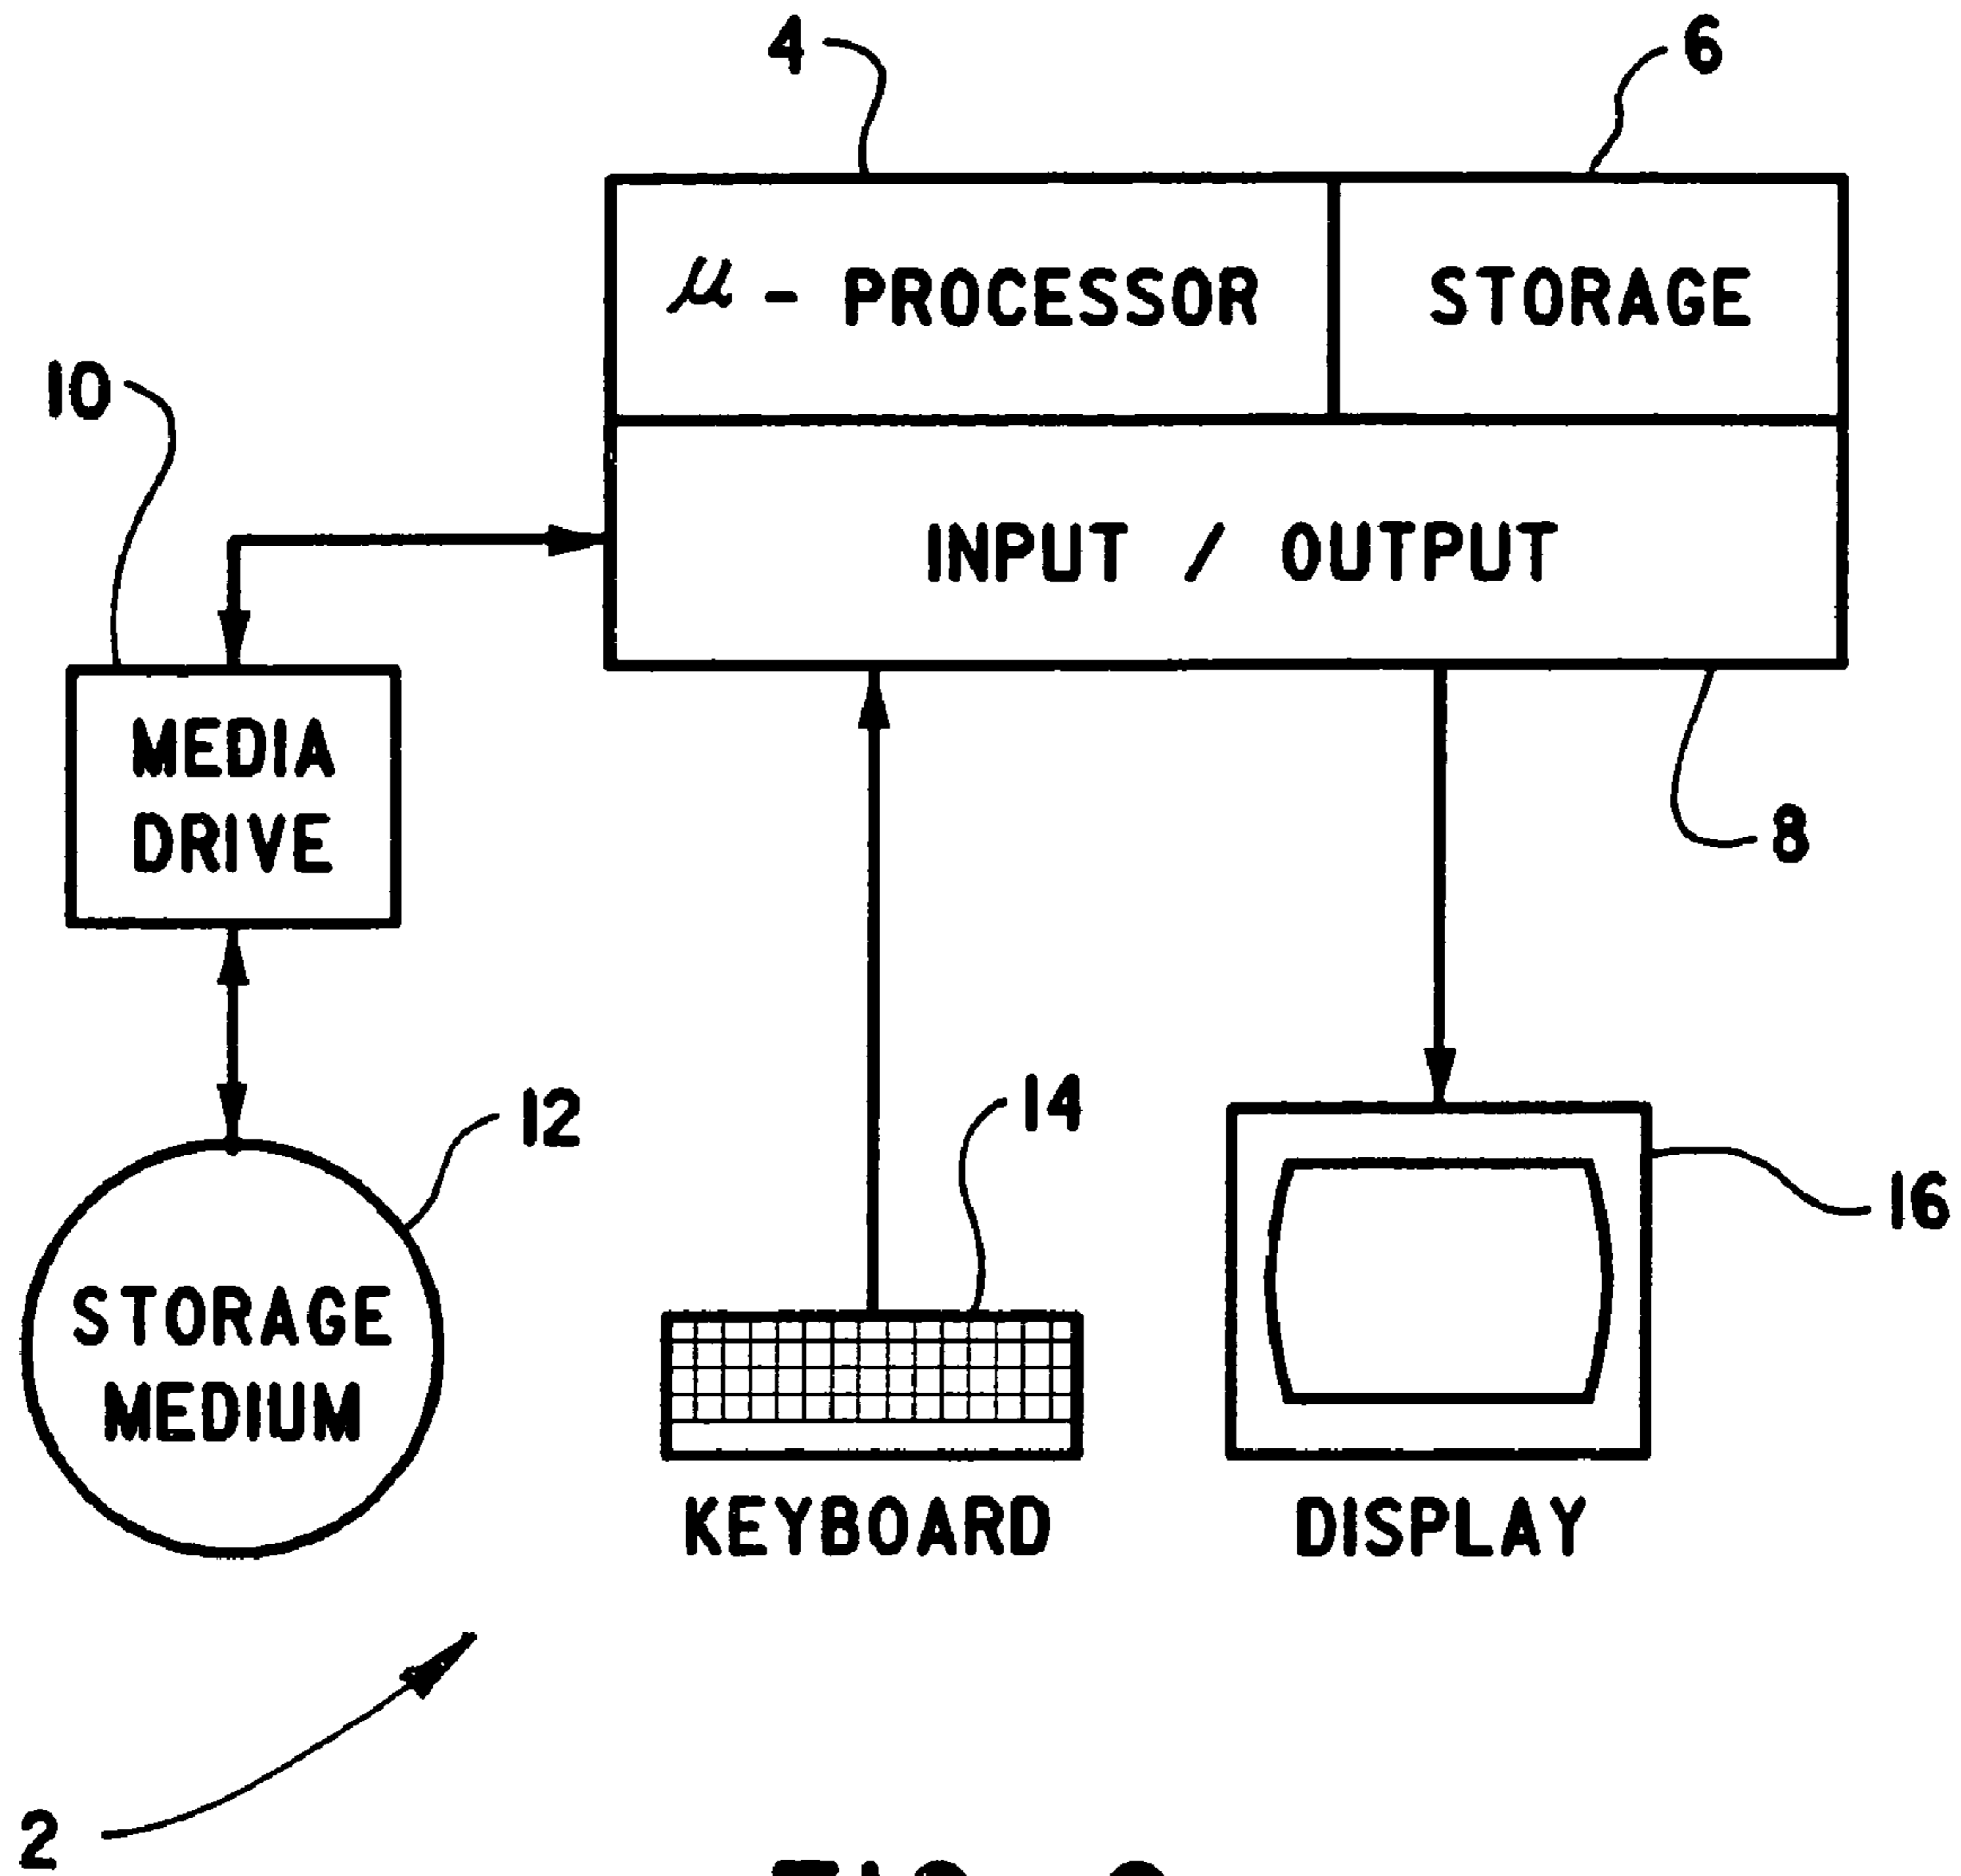 4
6
μ - PROCESSOR
STORAGE
10
INPUT / OUTPUT
MEDIA
DRIVE
8
12
14
16
STORAGE
MEDIUM
KEYBOARD
DISPLAY
2